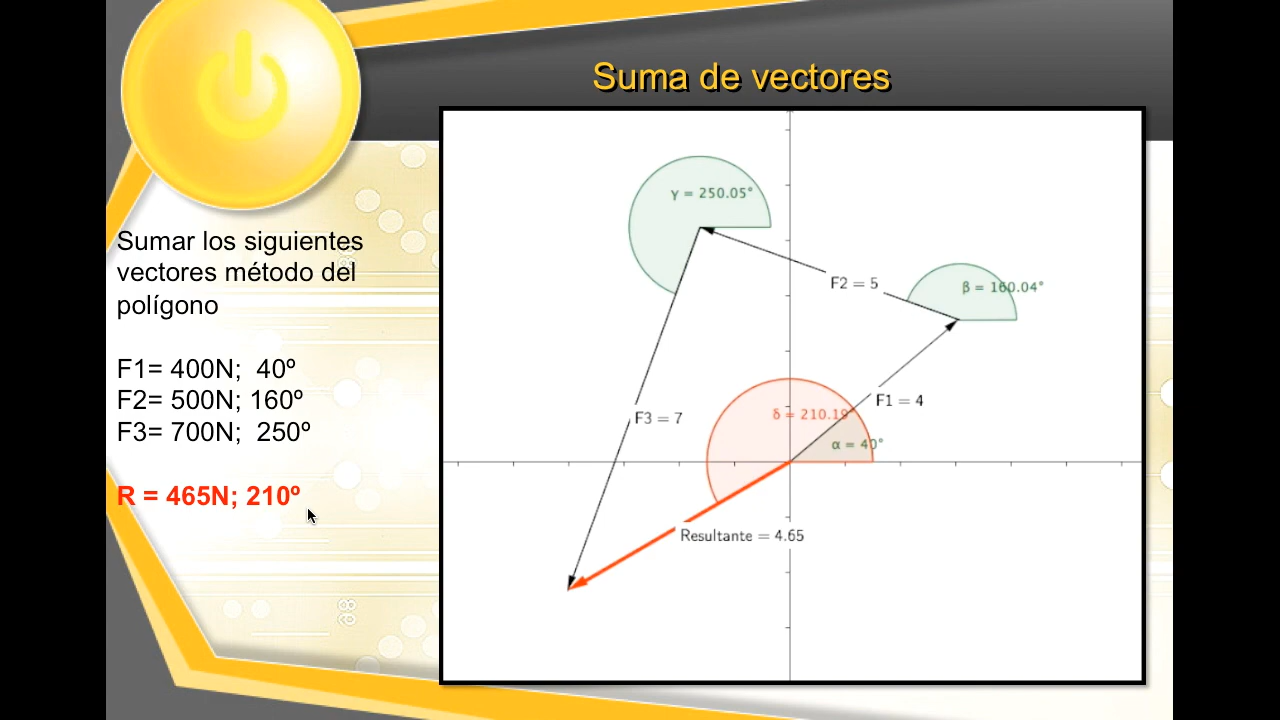 Suma de vectores
Sumar los siguientes
vectores método del
polígono
F1= 400N; 40º
F2= 500N; 160º
F3= 700N; 250º
R = 465N; 210º
γ = 250.05°
F2 = 5
β = 160.04°
F1 = 4
δ = 210.19°
F3 = 7
α = 40°
Resultante = 4.65